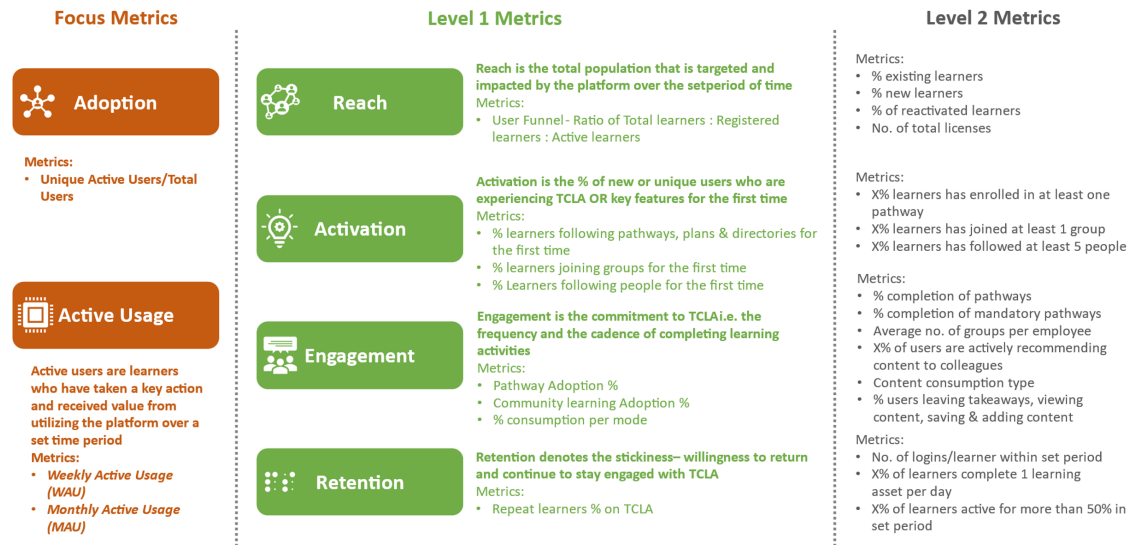 Focus Metrics
Adoption
Metrics:
• Unique Active Users/Total
Users
Active Usage
Active users are learners
who have taken a key action
and received value from
utilizing the platform over a
set time period
Metrics:
• Weekly Active Usage
(WAU)
• Monthly Active Usage
(MAU)
Level 1 Metrics
Reach
Reach is the total population that is targeted and
impacted by the platform over the setperiod of time
Metrics:
• User Funnel - Ratio of Total learners : Registered
learners : Active learners
Activation
Activation is the % of new or unique users who are
experiencing TCLA OR key features for the first time
Metrics:
• % learners following pathways, plans & directories for
the first time
• % learners joining groups for the first time
• % Learners following people for the first time
Engagement
Engagement is the commitment to TCLAi.e. the
frequency and the cadence of completing learning
activities
Metrics:
• Pathway Adoption %
• Community learning Adoption %
• % consumption per mode
Retention
Retention denotes the stickiness– willingness to return
and continue to stay engaged with TCLA
Metrics:
• Repeat learners % on TCLA
Level 2 Metrics
Metrics:
• % existing learners
• % new learners
• % of reactivated learners
• No. of total licenses
Metrics:
• X% learners has enrolled in at least one
pathway
• X% learners has joined at least 1 group
• X% learners has followed at least 5 people
Metrics:
• % completion of pathways
• % completion of mandatory pathways
• Average no. of groups per employee
• X% of users are actively recommending
content to colleagues
• Content consumption type
• % users leaving takeaways, viewing
content, saving & adding content
Metrics:
• No. of logins/learner within set period
• X% of learners complete 1 learning
asset per day
• X% of learners active for more than 50% in
set period